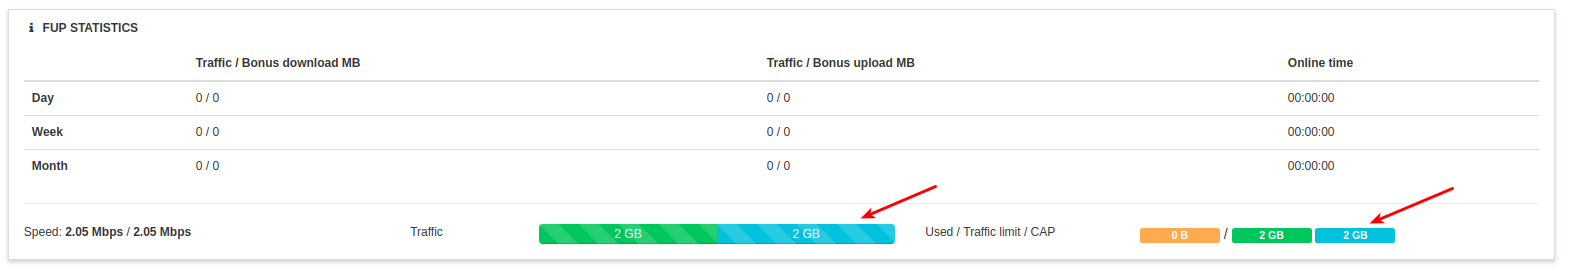 FUP STATISTICS
Traffic / Bonus download MB Traffic / Bonus upload MB Online time
Day 0 / 0 0 / 0 00:00:00
Week 0 / 0 0 / 0 00:00:00
Month 0 / 0 0 / 0 00:00:00
Speed: 2.05 Mbps / 2.05 Mbps Traffic 2 GB 2 GB Used / Traffic limit / CAP 0 B / 2 GB 2 GB